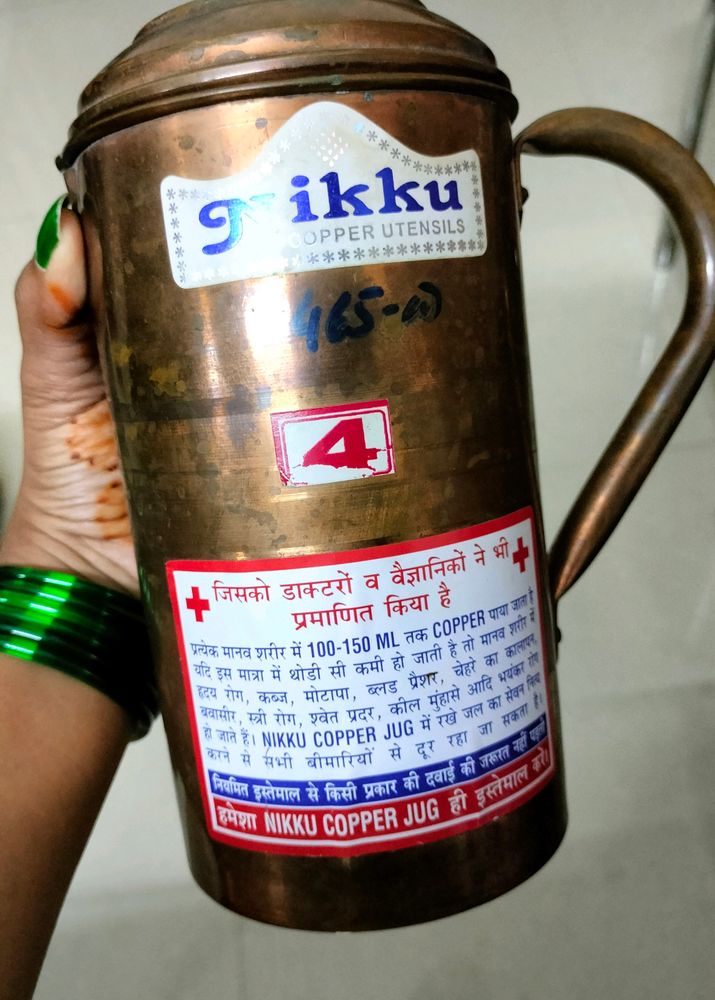 Nikku
COPPER UTENSILS
465-W
4
जिसको डाक्टरों व वैज्ञानिकों ने भी
प्रमाणित किया है
प्रत्येक मानव शरीर में 100-150 ML तक COPPER पाया जाता है
यदि इस मात्रा में थोडी सी कमी हो जाती है तो मानव शरीर में
हृदय रोग, कब्ज, मोटापा, ब्लड प्रैशर, चेहरे का कालापन,
बवासीर, स्त्री रोग, श्वेत प्रदर, कील मुंहासे आदि भयंकर रोग
हो जाते हैं। NIKKU COPPER JUG में रखे जल का सेवन नित्य
करने से सभी बीमारियों से दूर रहा जा सकता है।
नियमित इस्तेमाल से किसी प्रकार की दवाई की जरूरत नहीं पड़ती
हमेशा NIKKU COPPER JUG ही इस्तेमाल करे।